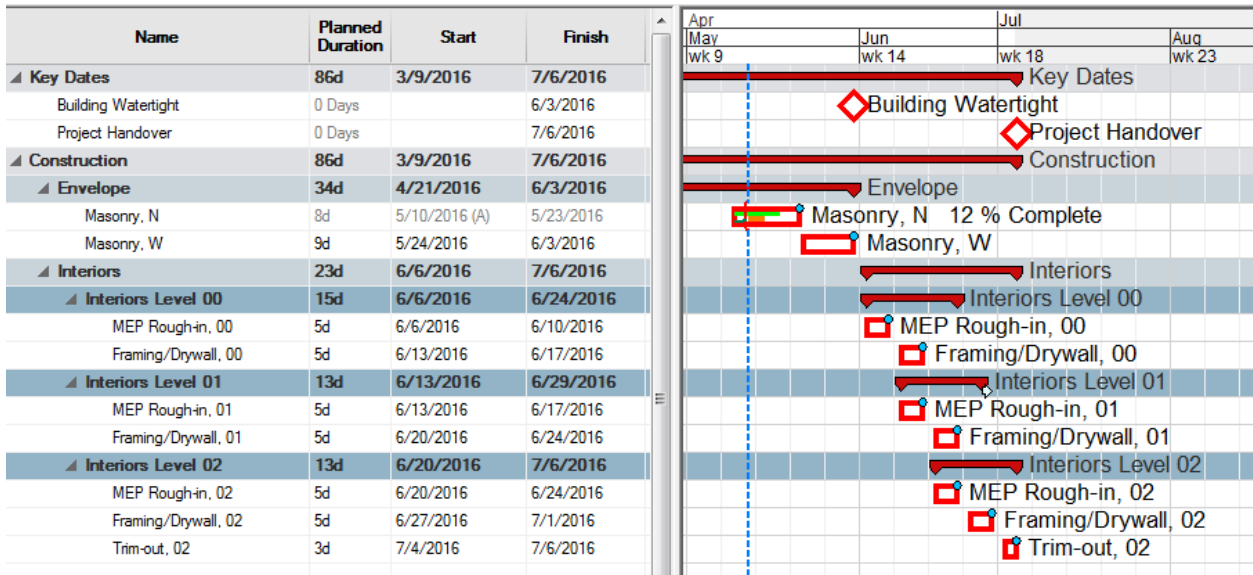 Name Planned Duration Start Finish Apr Jul
May Jun Aug
wk 9 wk 14 wk 18 wk 23
Key Dates 86d 3/9/2016 7/6/2016 Key Dates
Building Watertight 0 Days 6/3/2016 Building Watertight
Project Handover 0 Days 7/6/2016 Project Handover
Construction 86d 3/9/2016 7/6/2016 Construction
Envelope 34d 4/21/2016 6/3/2016 Envelope
Masonry, N 8d 5/10/2016 (A) 5/23/2016 Masonry, N 12 % Complete
Masonry, W 9d 5/24/2016 6/3/2016 Masonry, W
Interiors 23d 6/6/2016 7/6/2016 Interiors
Interiors Level 00 15d 6/6/2016 6/24/2016 Interiors Level 00
MEP Rough-in, 00 5d 6/6/2016 6/10/2016 MEP Rough-in, 00
Framing/Drywall, 00 5d 6/13/2016 6/17/2016 Framing/Drywall, 00
Interiors Level 01 13d 6/13/2016 6/29/2016 Interiors Level 01
MEP Rough-in, 01 5d 6/13/2016 6/17/2016 MEP Rough-in, 01
Framing/Drywall, 01 5d 6/20/2016 6/24/2016 Framing/Drywall, 01
Interiors Level 02 13d 6/20/2016 7/6/2016 Interiors Level 02
MEP Rough-in, 02 5d 6/20/2016 6/24/2016 MEP Rough-in, 02
Framing/Drywall, 02 5d 6/27/2016 7/1/2016 Framing/Drywall, 02
Trim-out, 02 3d 7/4/2016 7/6/2016 Trim-out, 02